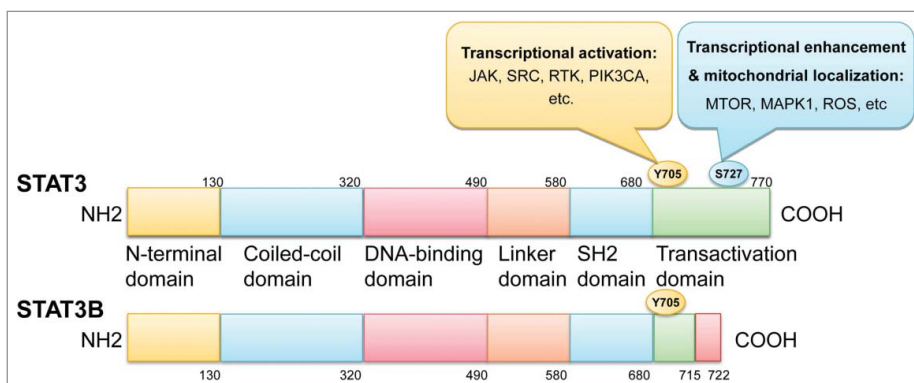 Transcriptional activation:
JAK, SRC, RTK, PIK3CA,
etc.
Transcriptional enhancement
& mitochondrial localization:
MTOR, MAPK1, ROS, etc
STAT3
130 320 490 580 680 Y705 S727 770
NH2 COOH
N-terminal domain
Coiled-coil domain
DNA-binding domain
Linker domain
SH2 domain
Transactivation domain
STAT3B
Y705
NH2 COOH
130 320 490 580 680 715 722